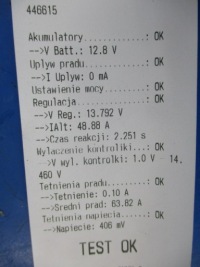 446615
Akumulatory..............: OK
-->V Batt.: 12.8 V
Uplyw pradu..............: OK
-->I Uplyw: 0 mA
Ustawienie mocy..........: OK
Regulacja................: OK
-->V Reg.: 13.792 V
-->IAlt: 48.88 A
-->Czas reakcji: 2.251 s
Wylaczenie kontrolki.....: OK
-->V wyl. kontrolki: 1.0 V - 14.
460 V
Tetnienia pradu..........: OK
-->Tetnienie: 0.10 A
-->Sredni prad: 63.82 A
Tetnienia napiecia.......: OK
-->Napiecie: 406 mV
TEST OK